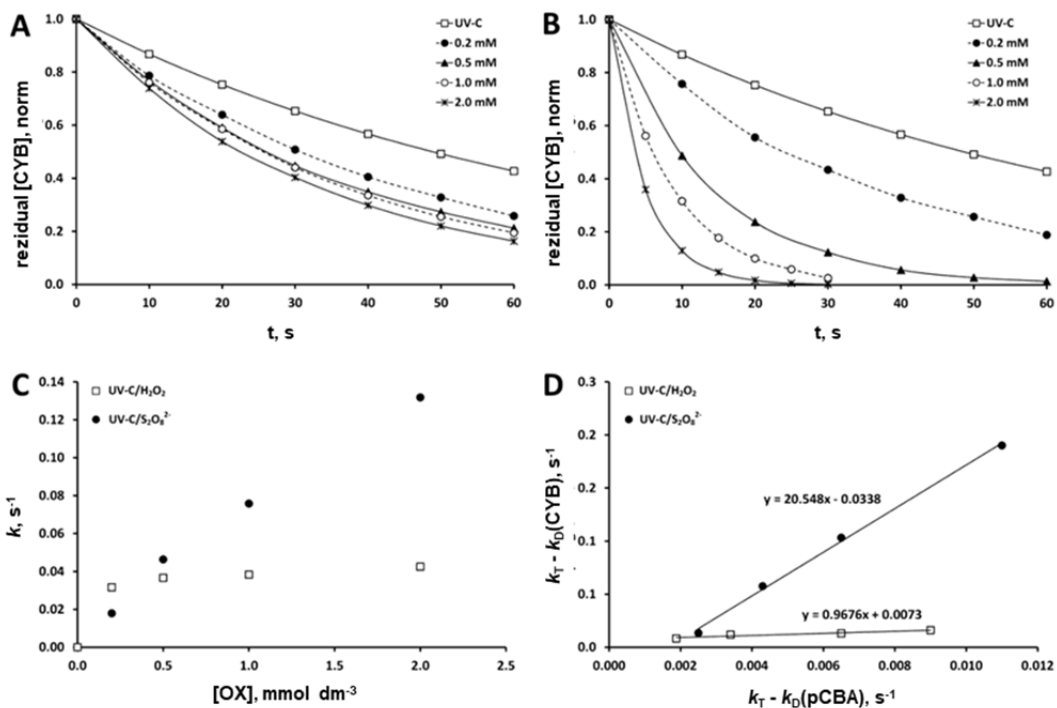 A
1.0
0.8
0.6
0.4
0.2
0.0
rezidual [CYB], norm
UV-C
0.2 mM
0.5 mM
1.0 mM
2.0 mM
0 10 20 30 40 50 60
t, s
B
1.0
0.8
0.6
0.4
0.2
0.0
rezidual [CYB], norm
UV-C
0.2 mM
0.5 mM
1.0 mM
2.0 mM
0 10 20 30 40 50 60
t, s
C
0.14
0.12
0.10
0.08
0.06
0.04
0.02
0.00
k, s⁻¹
UV-C/H₂O₂
UV-C/S₂O₈²⁻
0.0 0.5 1.0 1.5 2.0 2.5
[OX], mmol dm⁻³
D
0.3
0.2
0.2
0.1
0.1
0.0
k_T - k_D(CYB), s⁻¹
UV-C/H₂O₂
UV-C/S₂O₈²⁻
y = 20.548x - 0.0338
y = 0.9676x + 0.0073
0.000 0.002 0.004 0.006 0.008 0.010 0.012
k_T - k_D(pCBA), s⁻¹